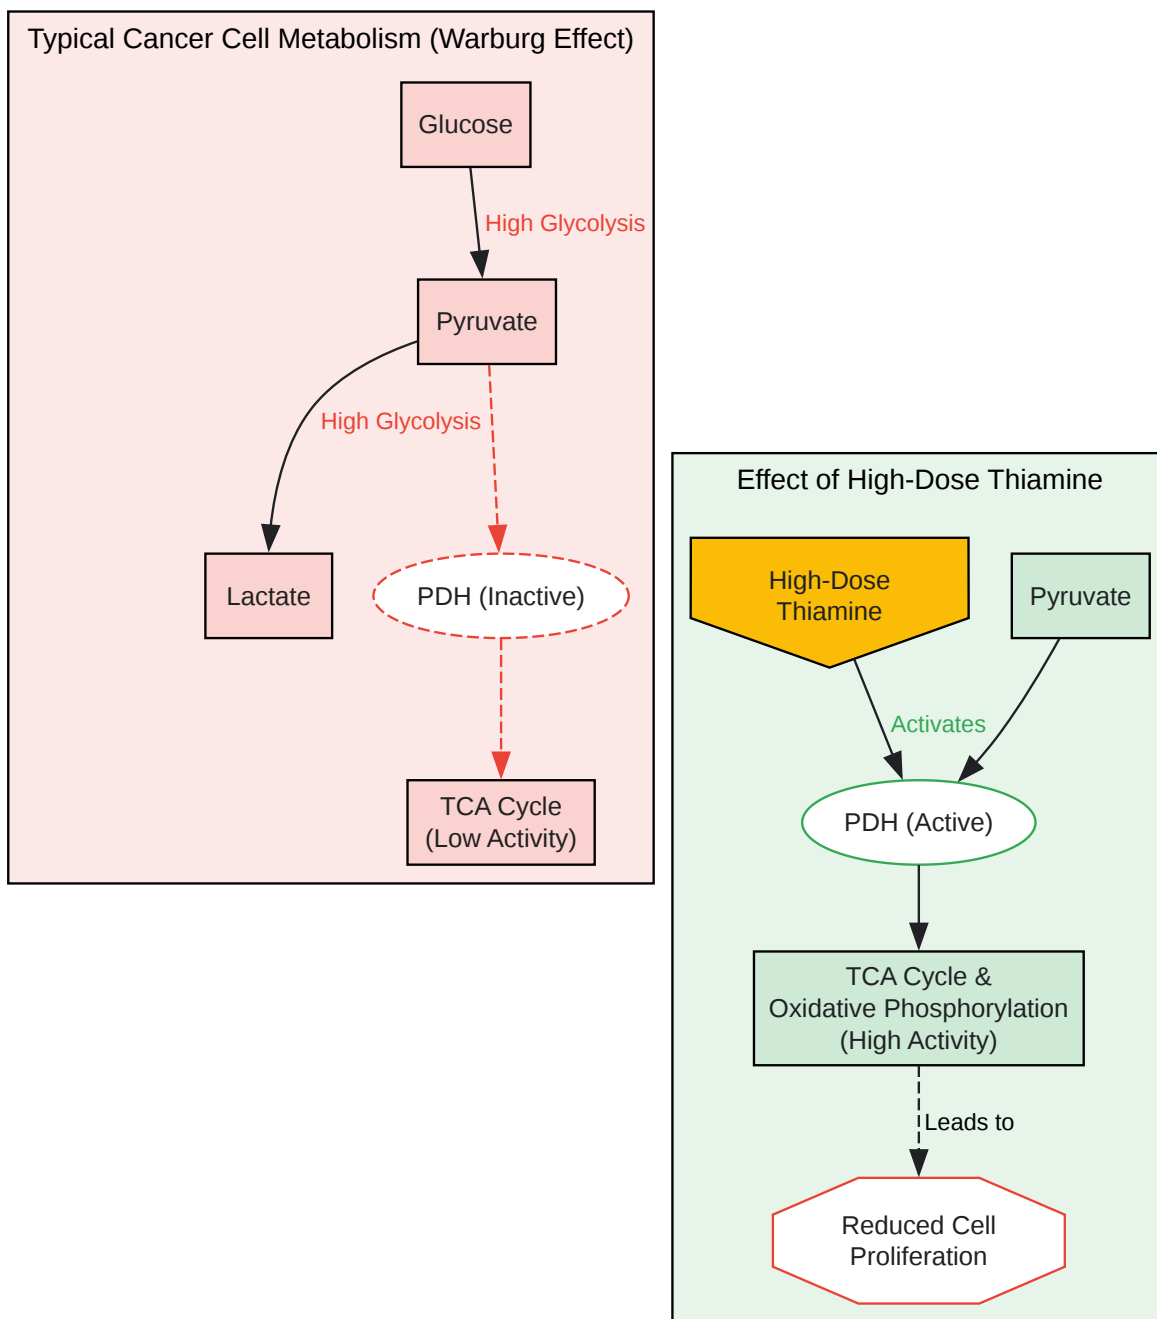 Typical Cancer Cell Metabolism (Warburg Effect)
Glucose
High Glycolysis
Pyruvate
High Glycolysis
Lactate
PDH (Inactive)
TCA Cycle
(Low Activity)
Effect of High-Dose Thiamine
High-Dose
Thiamine
Pyruvate
Activates
PDH (Active)
TCA Cycle &
Oxidative Phosphorylation
(High Activity)
Leads to
Reduced Cell
Proliferation